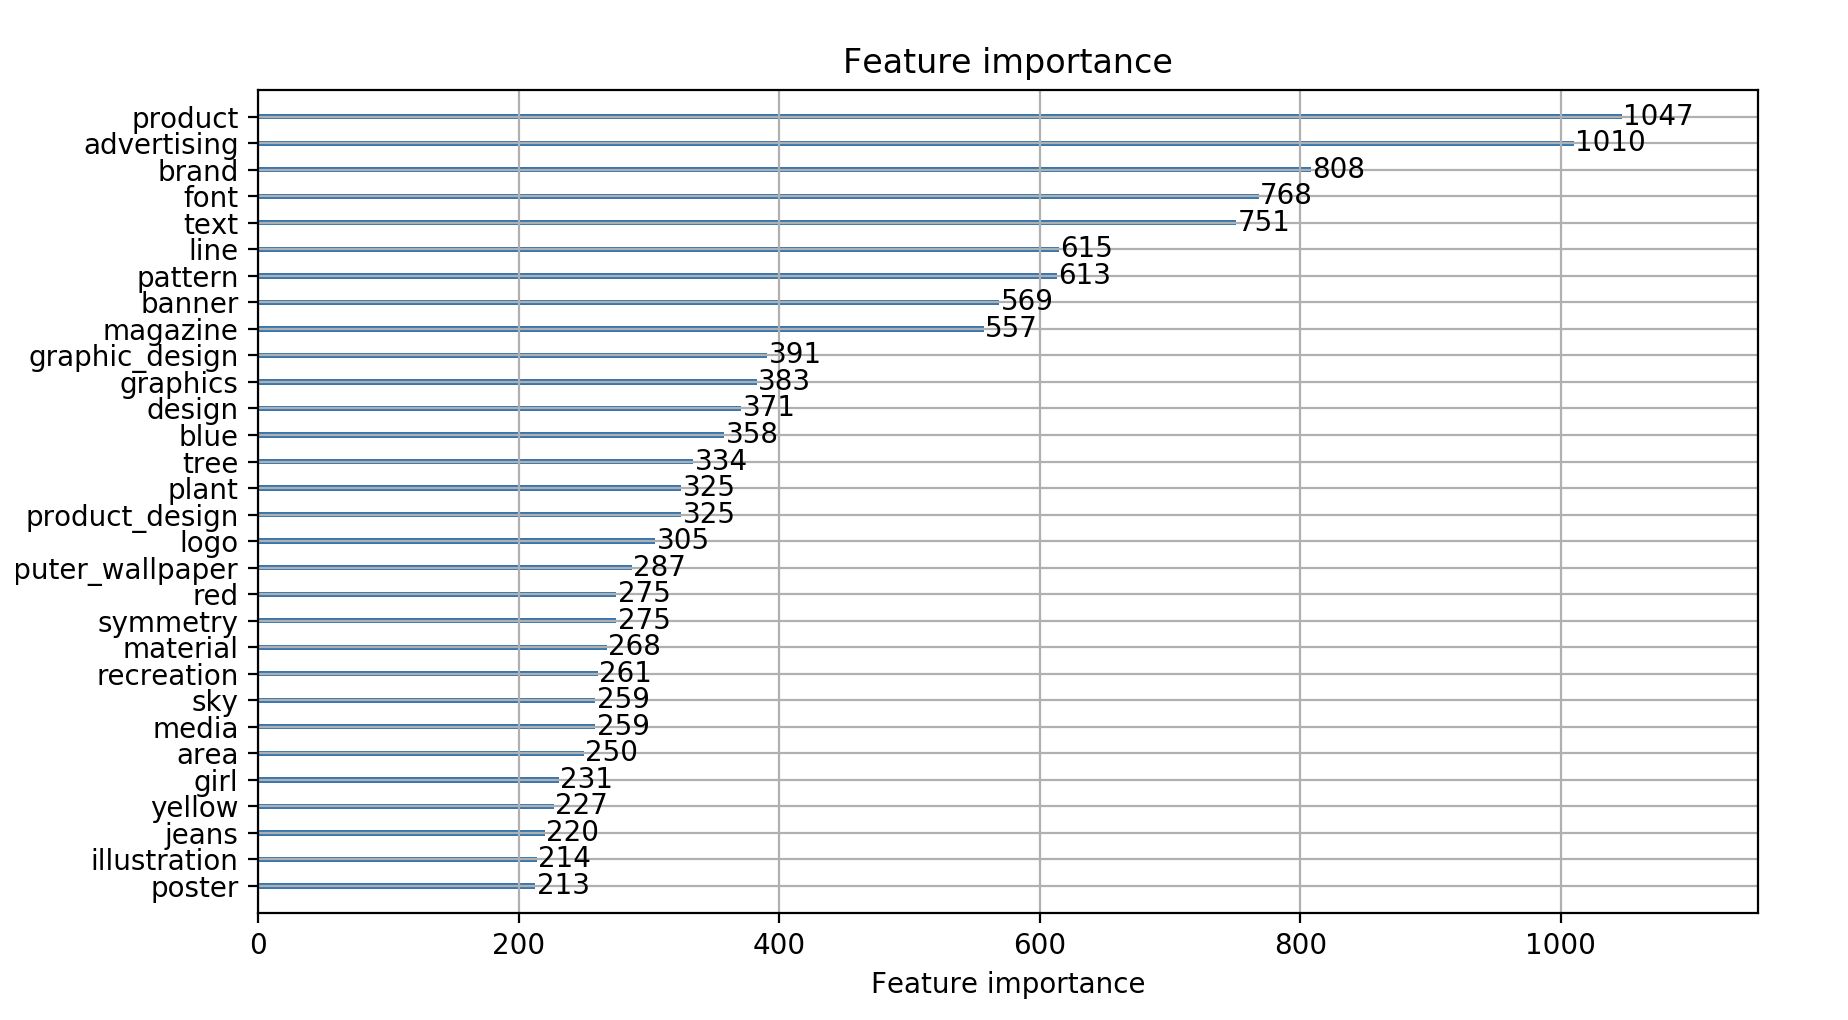 Feature importance
product 1047
advertising 1010
brand 808
font 768
text 751
line 615
pattern 613
banner 569
magazine 557
graphic_design 391
graphics 383
design 371
blue 358
tree 334
plant 325
product_design 325
logo 305
puter_wallpaper 287
red 275
symmetry 275
material 268
recreation 261
sky 259
media 259
area 250
girl 231
yellow 227
jeans 220
illustration 214
poster 213
0 200 400 600 800 1000
Feature importance